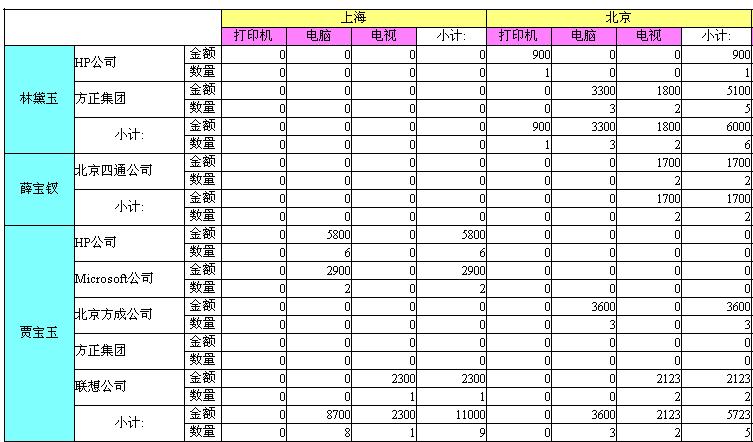 上海 北京
打印机 电脑 电视 小计: 打印机 电脑 电视 小计:
林黛玉 HP公司 金额 0 0 0 0 900 0 0 900
数量 0 0 0 0 1 0 0 1
方正集团 金额 0 0 0 0 0 3300 1800 5100
数量 0 0 0 0 0 3 2 5
小计: 金额 0 0 0 0 900 3300 1800 6000
数量 0 0 0 0 1 3 2 6
薛宝钗 北京四通公司 金额 0 0 0 0 0 0 1700 1700
数量 0 0 0 0 0 0 2 2
小计: 金额 0 0 0 0 0 0 1700 1700
数量 0 0 0 0 0 0 2 2
贾宝玉 HP公司 金额 0 5800 0 5800 0 0 0 0
数量 0 6 0 6 0 0 0 0
Microsoft公司 金额 0 2900 0 2900 0 0 0 0
数量 0 2 0 2 0 0 0 0
北京方成公司 金额 0 0 0 0 0 3600 0 3600
数量 0 0 0 0 0 3 0 3
方正集团 金额 0 0 0 0 0 0 0 0
数量 0 0 0 0 0 0 0 0
联想公司 金额 0 0 2300 2300 0 0 2123 2123
数量 0 0 1 1 0 0 2 2
小计: 金额 0 8700 2300 11000 0 3600 2123 5723
数量 0 8 1 9 0 3 2 5